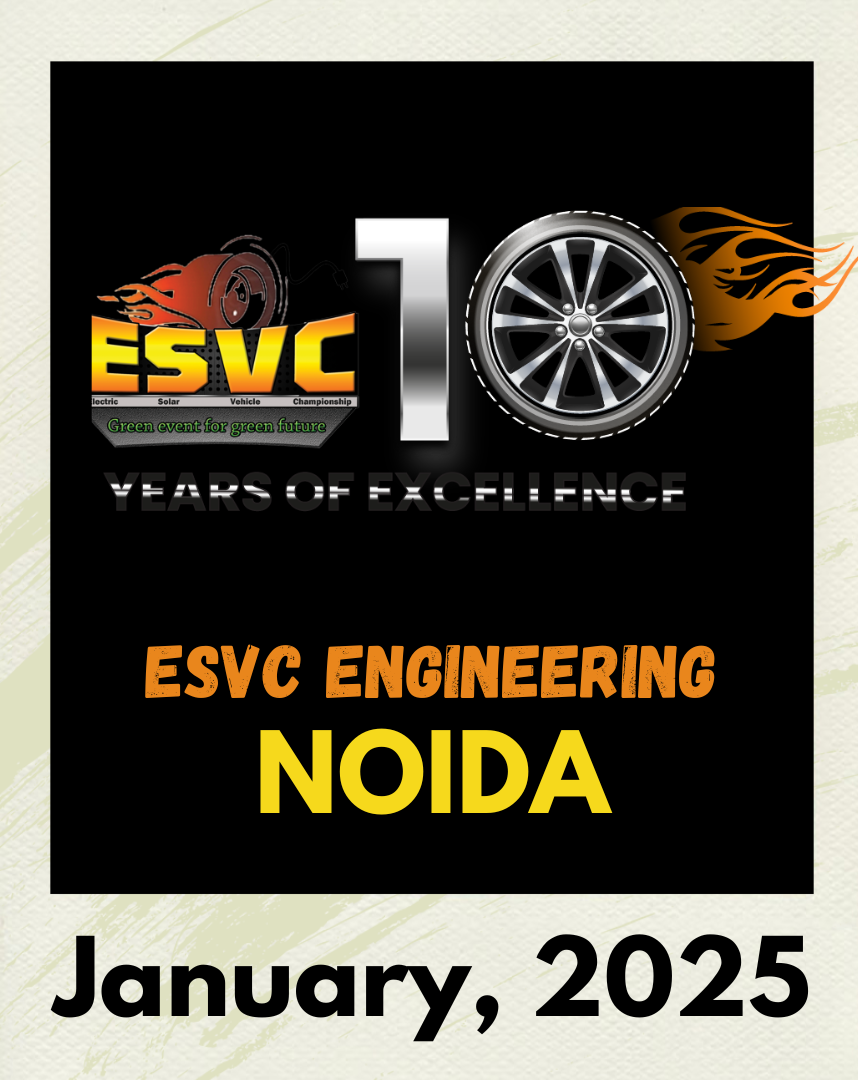 10
ESVC
lectric Solar Vehicle Championship
Green event for green future
YEARS OF EXCELLENCE
ESVC ENGINEERING
NOIDA
January, 2025